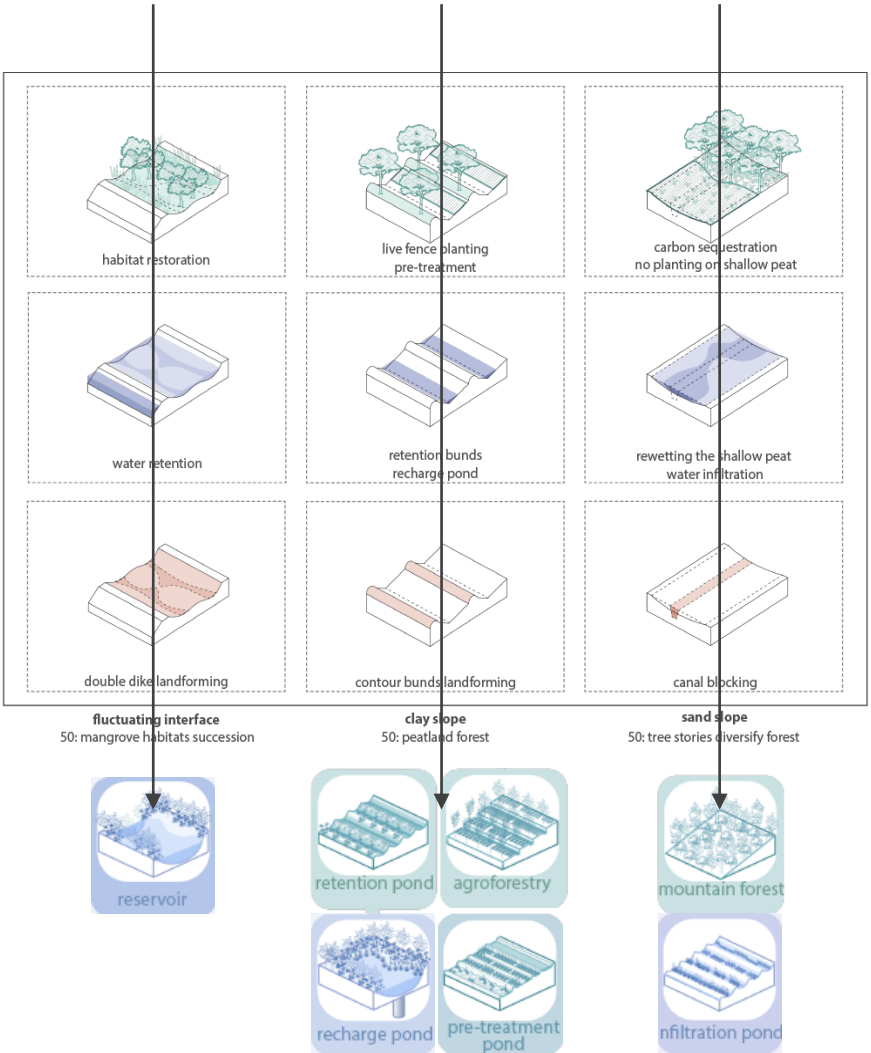 habitat restoration
live fence planting
pre-treatment
carbon sequestration
no planting on shallow peat
water retention
retention bunds
recharge pond
rewetting the shallow peat
water infiltration
double dike landforming
contour bunds landforming
canal blocking
fluctuating interface
50: mangrove habitats succession
clay slope
50: peatland forest
sand slope
50: tree stories diversify forest
reservoir
retention pond
agroforestry
mountain forest
recharge pond
pre-treatment
pond
nfiltration pond